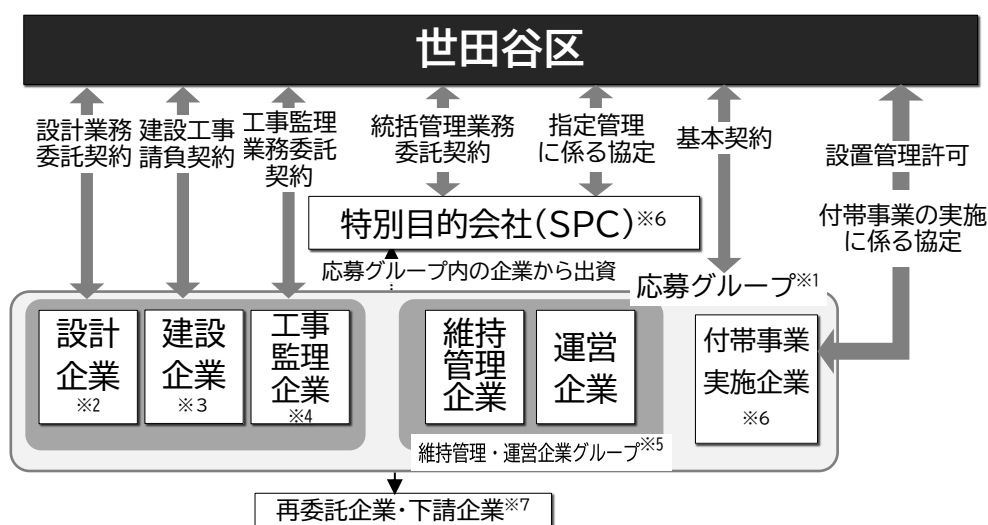 世田谷区
設計業務
委託契約
建設工事
請負契約
工事監理
業務委託
契約
統括管理業務
委託契約
指定管理
に係る協定
基本契約
設置管理許可
付帯事業の実施
に係る協定
特別目的会社(SPC)※6
応募グループ内の企業から出資
応募グループ※1
設計
企業
※2
建設
企業
※3
工事
監理
企業
※4
維持
管理
企業
運営
企業
維持管理・運営企業グループ※5
付帯事業
実施企業
※6
再委託企業・下請企業※7